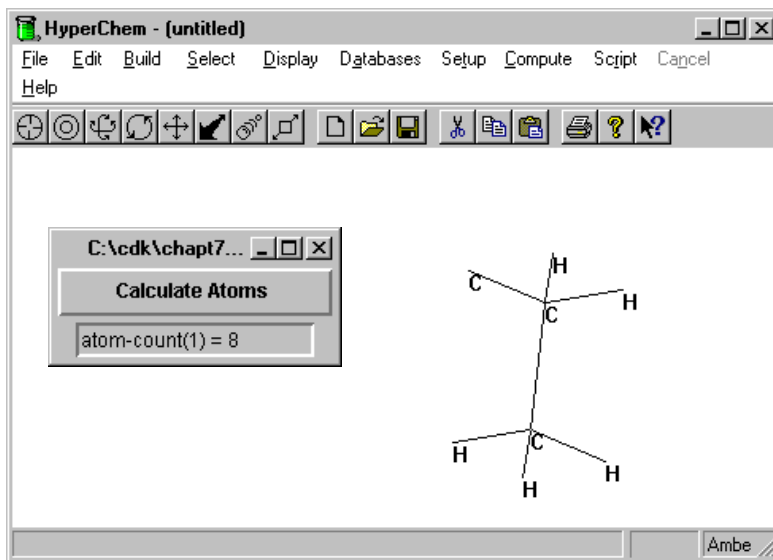 HyperChem - (untitled)
File Edit Build Select Display Databases Setup Compute Script Cancel
Help
C:\cdk\chapt7...
Calculate Atoms
atom-count(1) = 8
H
C
H
C
C
H
H
H
Ambe